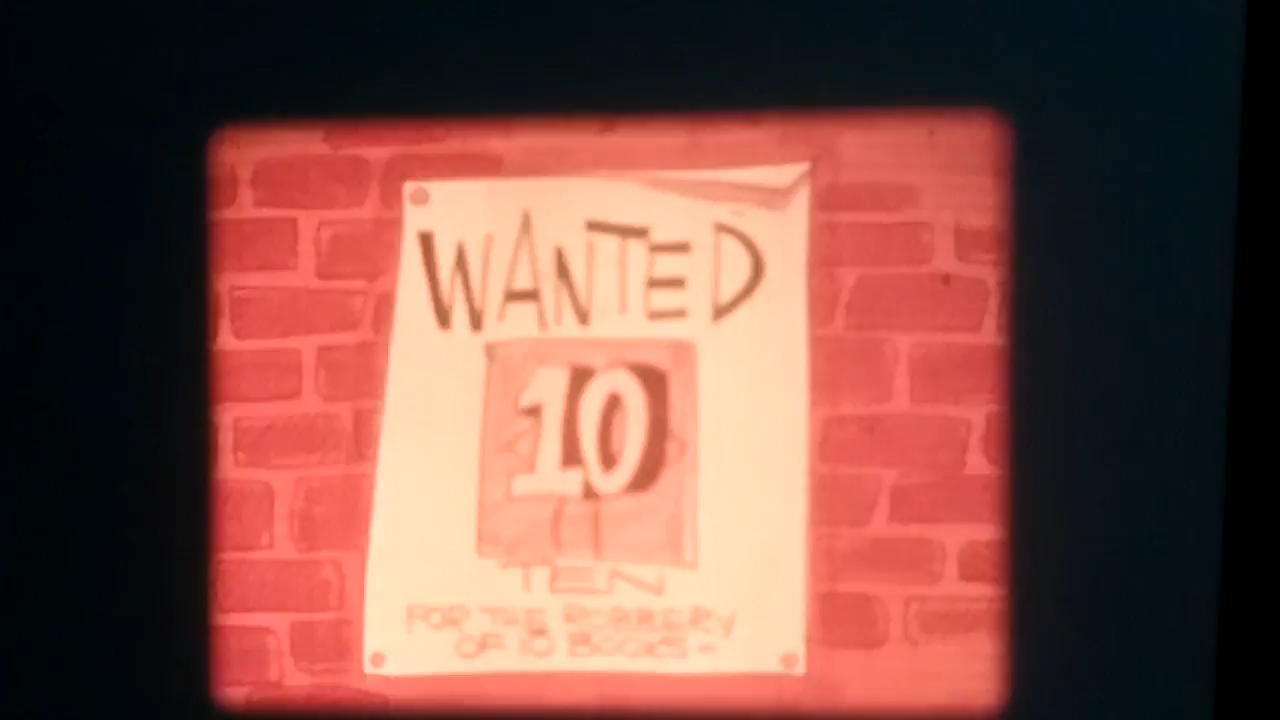 WANTED
10
TEN
FOR THE ROBBERY
OF 10 BOOKS-